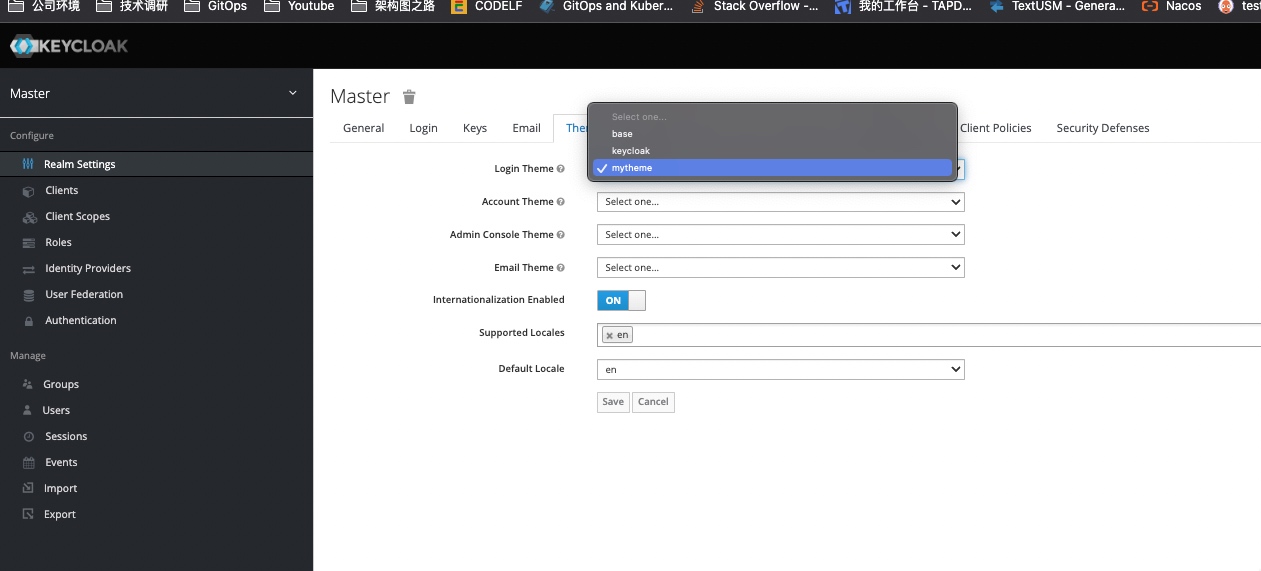 公司环境 技术调研 GitOps Youtube 架构图之路 CODELF GitOps and Kuber... Stack Overflow -... 我的工作台 - TAPD... TextUSM - Genera... Nacos test
KEYCLOAK
Master
Configure
Realm Settings
Clients
Client Scopes
Roles
Identity Providers
User Federation
Authentication
Manage
Groups
Users
Sessions
Events
Import
Export
Master
General Login Keys Email Client Policies Security Defenses
Select one...
base
keycloak
mytheme
Login Theme
Account Theme Select one...
Admin Console Theme Select one...
Email Theme Select one...
Internationalization Enabled ON
Supported Locales en
Default Locale en
Save Cancel